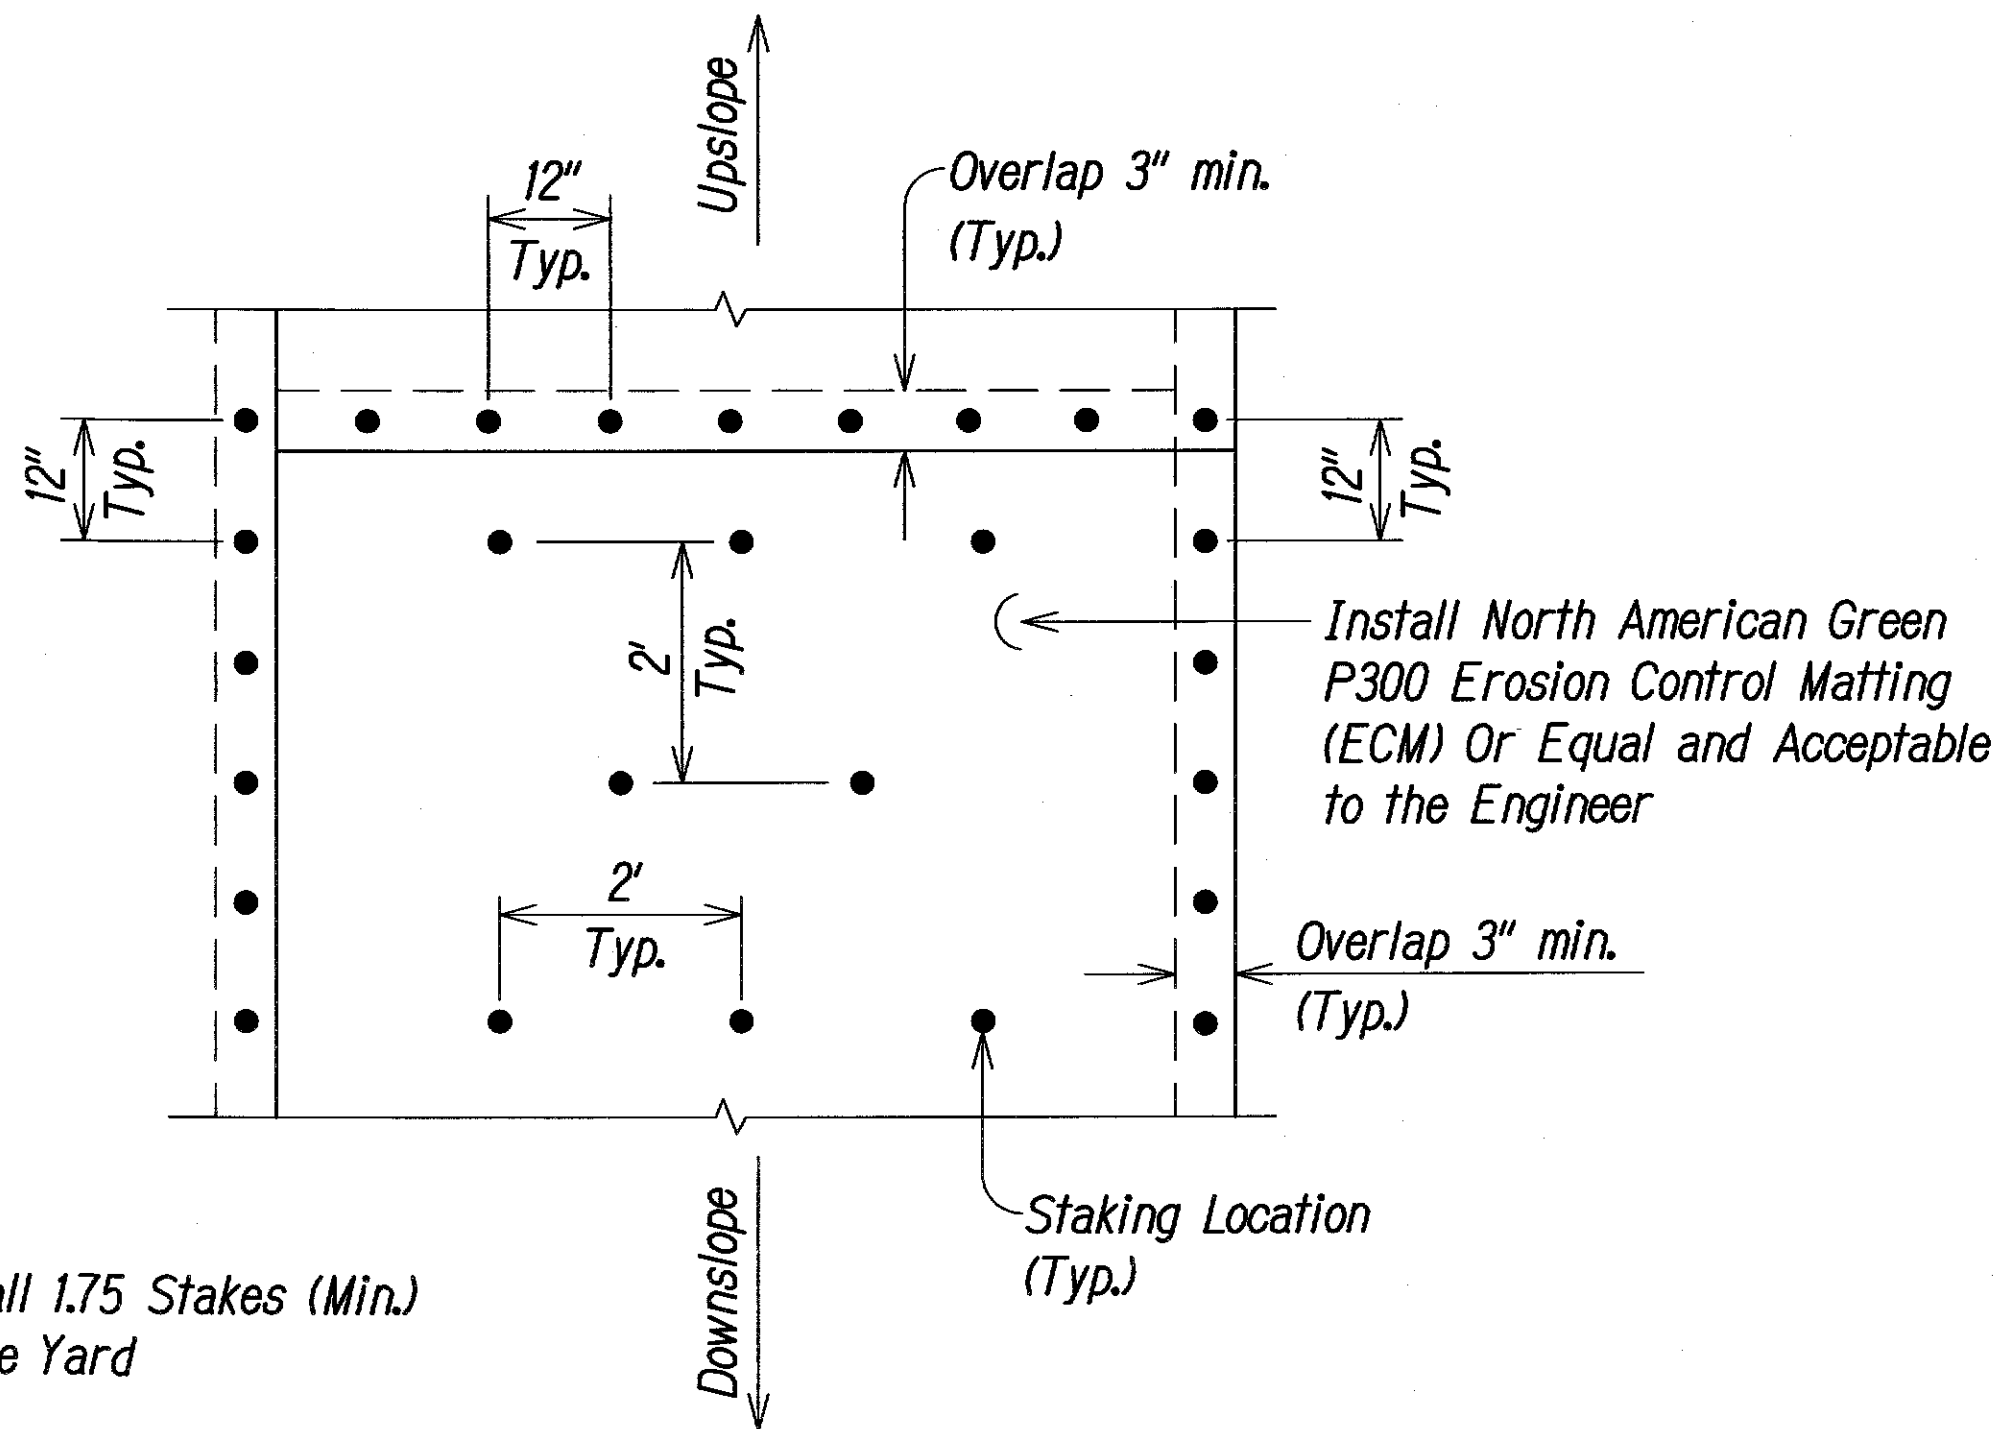 Upslope
12"
Typ.
Overlap 3" min.
(Typ.)
12"
Typ.
12"
Typ.
2'
Typ.
Install North American Green
P300 Erosion Control Matting
(ECM) Or Equal and Acceptable
to the Engineer
2'
Typ.
Overlap 3" min.
(Typ.)
Staking Location
(Typ.)
Downslope
1.75 Stakes (Min.)
Yard